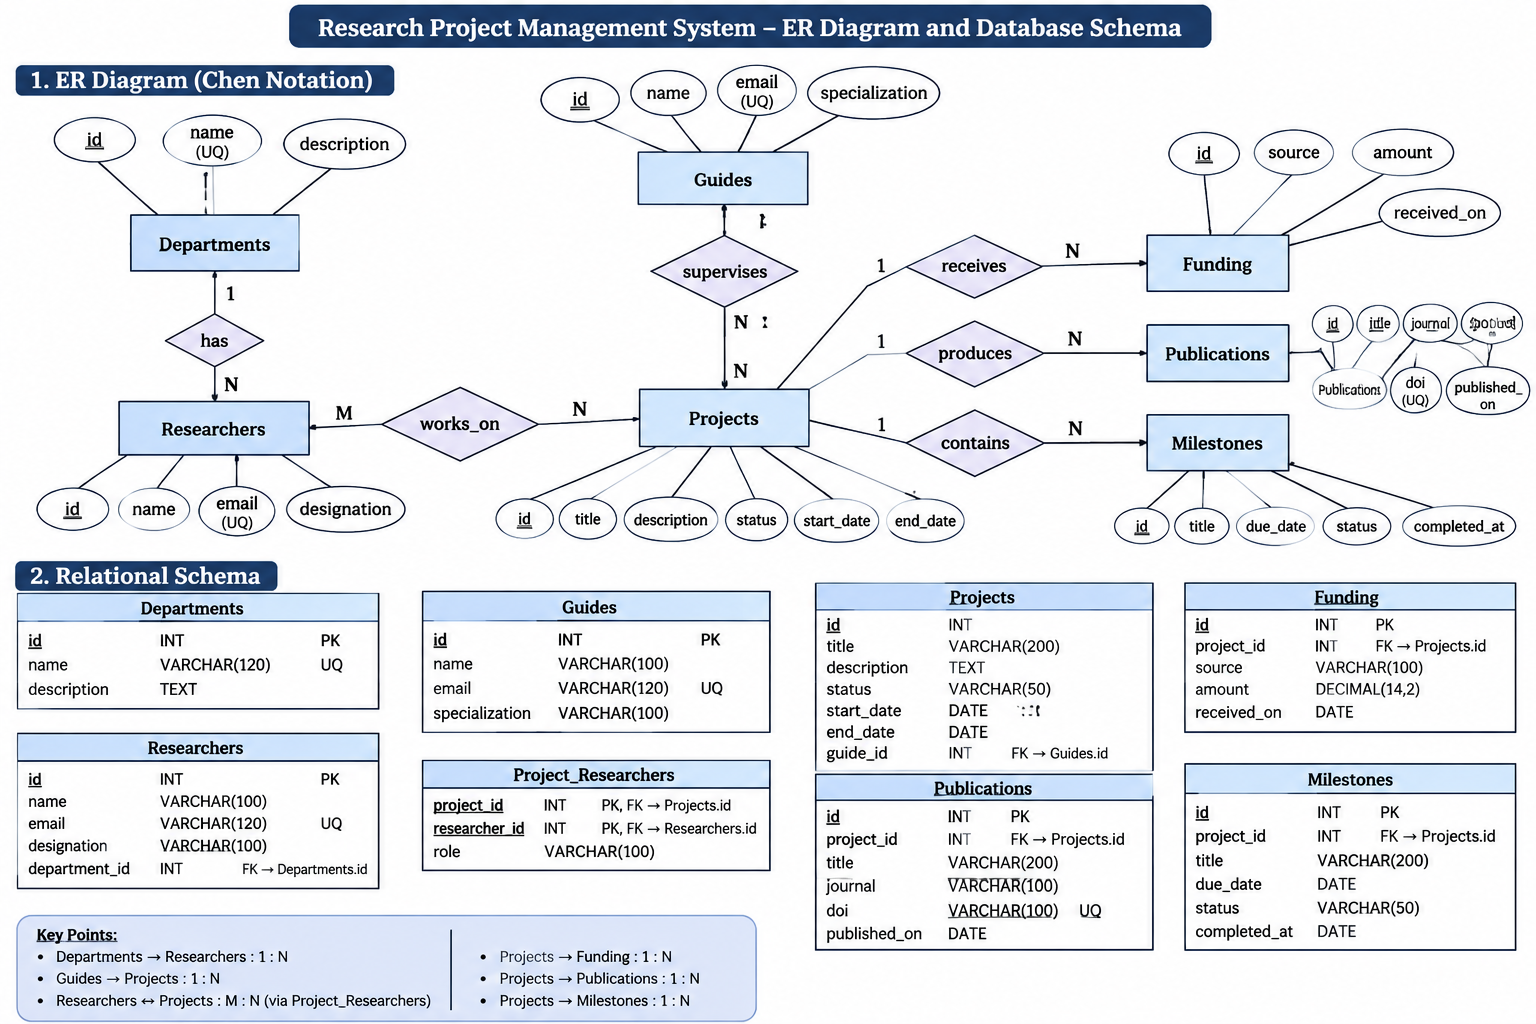 Research Project Management System – ER Diagram and Database Schema
1. ER Diagram (Chen Notation)
id
name
(UQ)
description
Departments
1
has
N
Researchers
id
name
email
(UQ)
designation
M
works_on
N
id
name
email
(UQ)
specialization
Guides
supervises
N
N
Projects
id
title
description
status
start_date
end_date
1
receives
N
Funding
id
source
amount
received_on
1
produces
N
Publications
id
journal
Publications
doi
(UQ)
published_
on
1
contains
N
Milestones
id
title
due_date
status
completed_at
2. Relational Schema
Departments
id INT PK
name VARCHAR(120) UQ
description TEXT
Researchers
id INT PK
name VARCHAR(100)
email VARCHAR(120) UQ
designation VARCHAR(100)
department_id INT FK → Departments.id
Guides
id INT PK
name VARCHAR(100)
email VARCHAR(120) UQ
specialization VARCHAR(100)
Project_Researchers
project_id INT PK, FK → Projects.id
researcher_id INT PK, FK → Researchers.id
role VARCHAR(100)
Projects
id INT
title VARCHAR(200)
description TEXT
status VARCHAR(50)
start_date DATE
end_date DATE
guide_id INT FK → Guides.id
Publications
id INT PK
project_id INT FK → Projects.id
title VARCHAR(200)
journal VARCHAR(100)
doi VARCHAR(100) UQ
published_on DATE
Funding
id INT PK
project_id INT FK → Projects.id
source VARCHAR(100)
amount DECIMAL(14,2)
received_on DATE
Milestones
id INT PK
project_id INT FK → Projects.id
title VARCHAR(200)
due_date DATE
status VARCHAR(50)
completed_at DATE
Key Points:
• Departments → Researchers : 1 : N
• Guides → Projects : 1 : N
• Researchers ↔ Projects : M : N (via Project_Researchers)
• Projects → Funding : 1 : N
• Projects → Publications : 1 : N
• Projects → Milestones : 1 : N